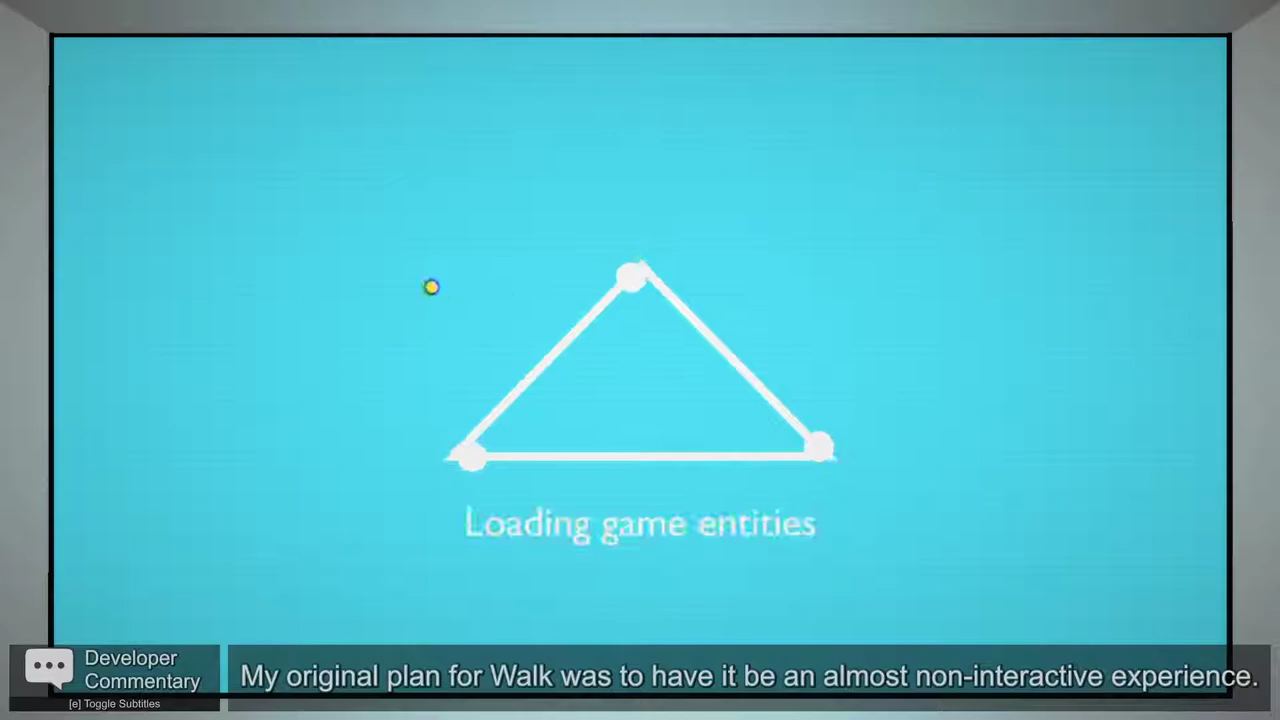 Loading game entities
Developer
Commentary
[e] Toggle Subtitles
My original plan for Walk was to have it be an almost non-interactive experience.